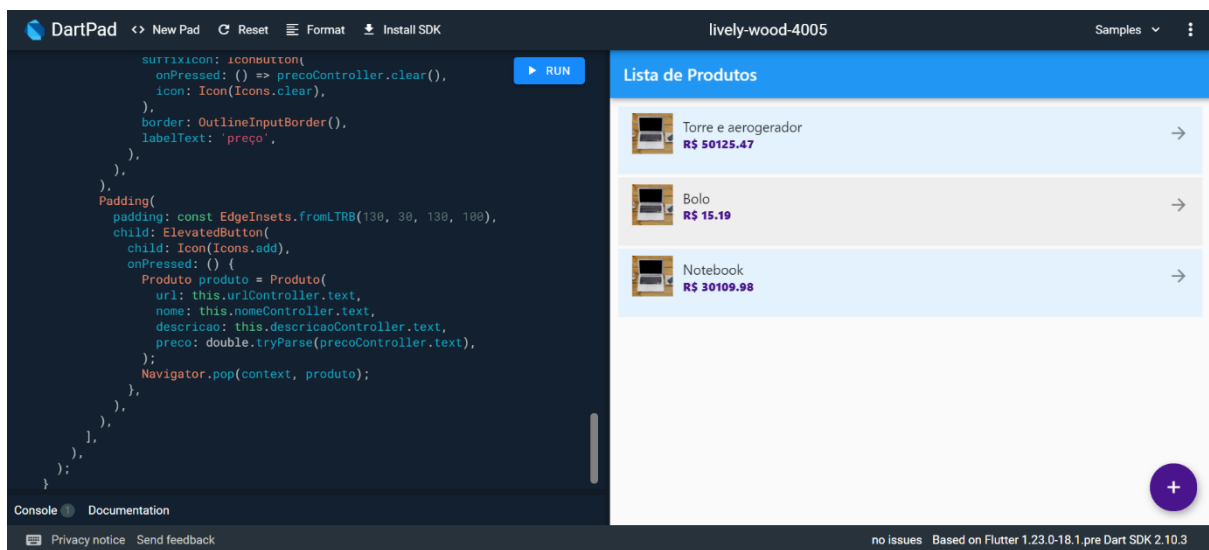 DartPad <> New Pad Reset Format Install SDK lively-wood-4005 Samples
suffixIcon: IconButton(
onPressed: () => precoController.clear(),
icon: Icon(Icons.clear),
),
border: OutlineInputBorder(),
labelText: 'preço',
),
),
),
Padding(
padding: const EdgeInsets.fromLTRB(130, 30, 130, 100),
child: ElevatedButton(
child: Icon(Icons.add),
onPressed: () {
Produto produto = Produto(
url: this.urlController.text,
nome: this.nomeController.text,
descricao: this.descricaoController.text,
preco: double.tryParse(precoController.text),
);
Navigator.pop(context, produto);
},
),
),
],
),
);
}
RUN
Lista de Produtos
Torre e aerogerador
R$ 50125.47
Bolo
R$ 15.19
Notebook
R$ 30109.98
+
Console 1 Documentation
Privacy notice Send feedback no issues Based on Flutter 1.23.0-18.1.pre Dart SDK 2.10.3